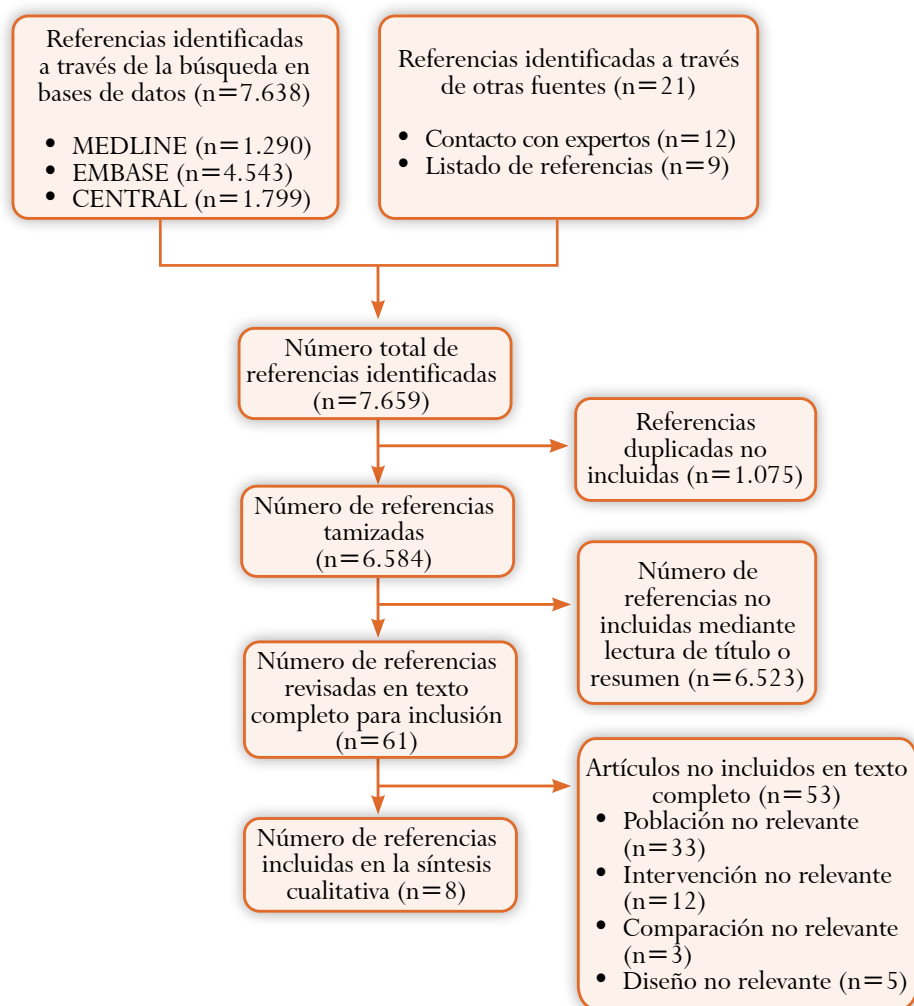 Referencias identificadas
a través de la búsqueda en
bases de datos (n=7.638)
• MEDLINE (n=1.290)
• EMBASE (n=4.543)
• CENTRAL (n=1.799)
Referencias identificadas a través
de otras fuentes (n=21)
• Contacto con expertos (n=12)
• Listado de referencias (n=9)
Número total de
referencias identificadas
(n=7.659)
Referencias
duplicadas no
incluidas (n=1.075)
Número de referencias
tamizadas
(n=6.584)
Número de
referencias no
incluidas mediante
lectura de título o
resumen (n=6.523)
Número de referencias
revisadas en texto
completo para inclusión
(n=61)
Artículos no incluidos en texto
completo (n=53)
• Población no relevante
(n=33)
• Intervención no relevante
(n=12)
• Comparación no relevante
(n=3)
• Diseño no relevante (n=5)
Número de referencias
incluidas en la síntesis
cualitativa (n=8)